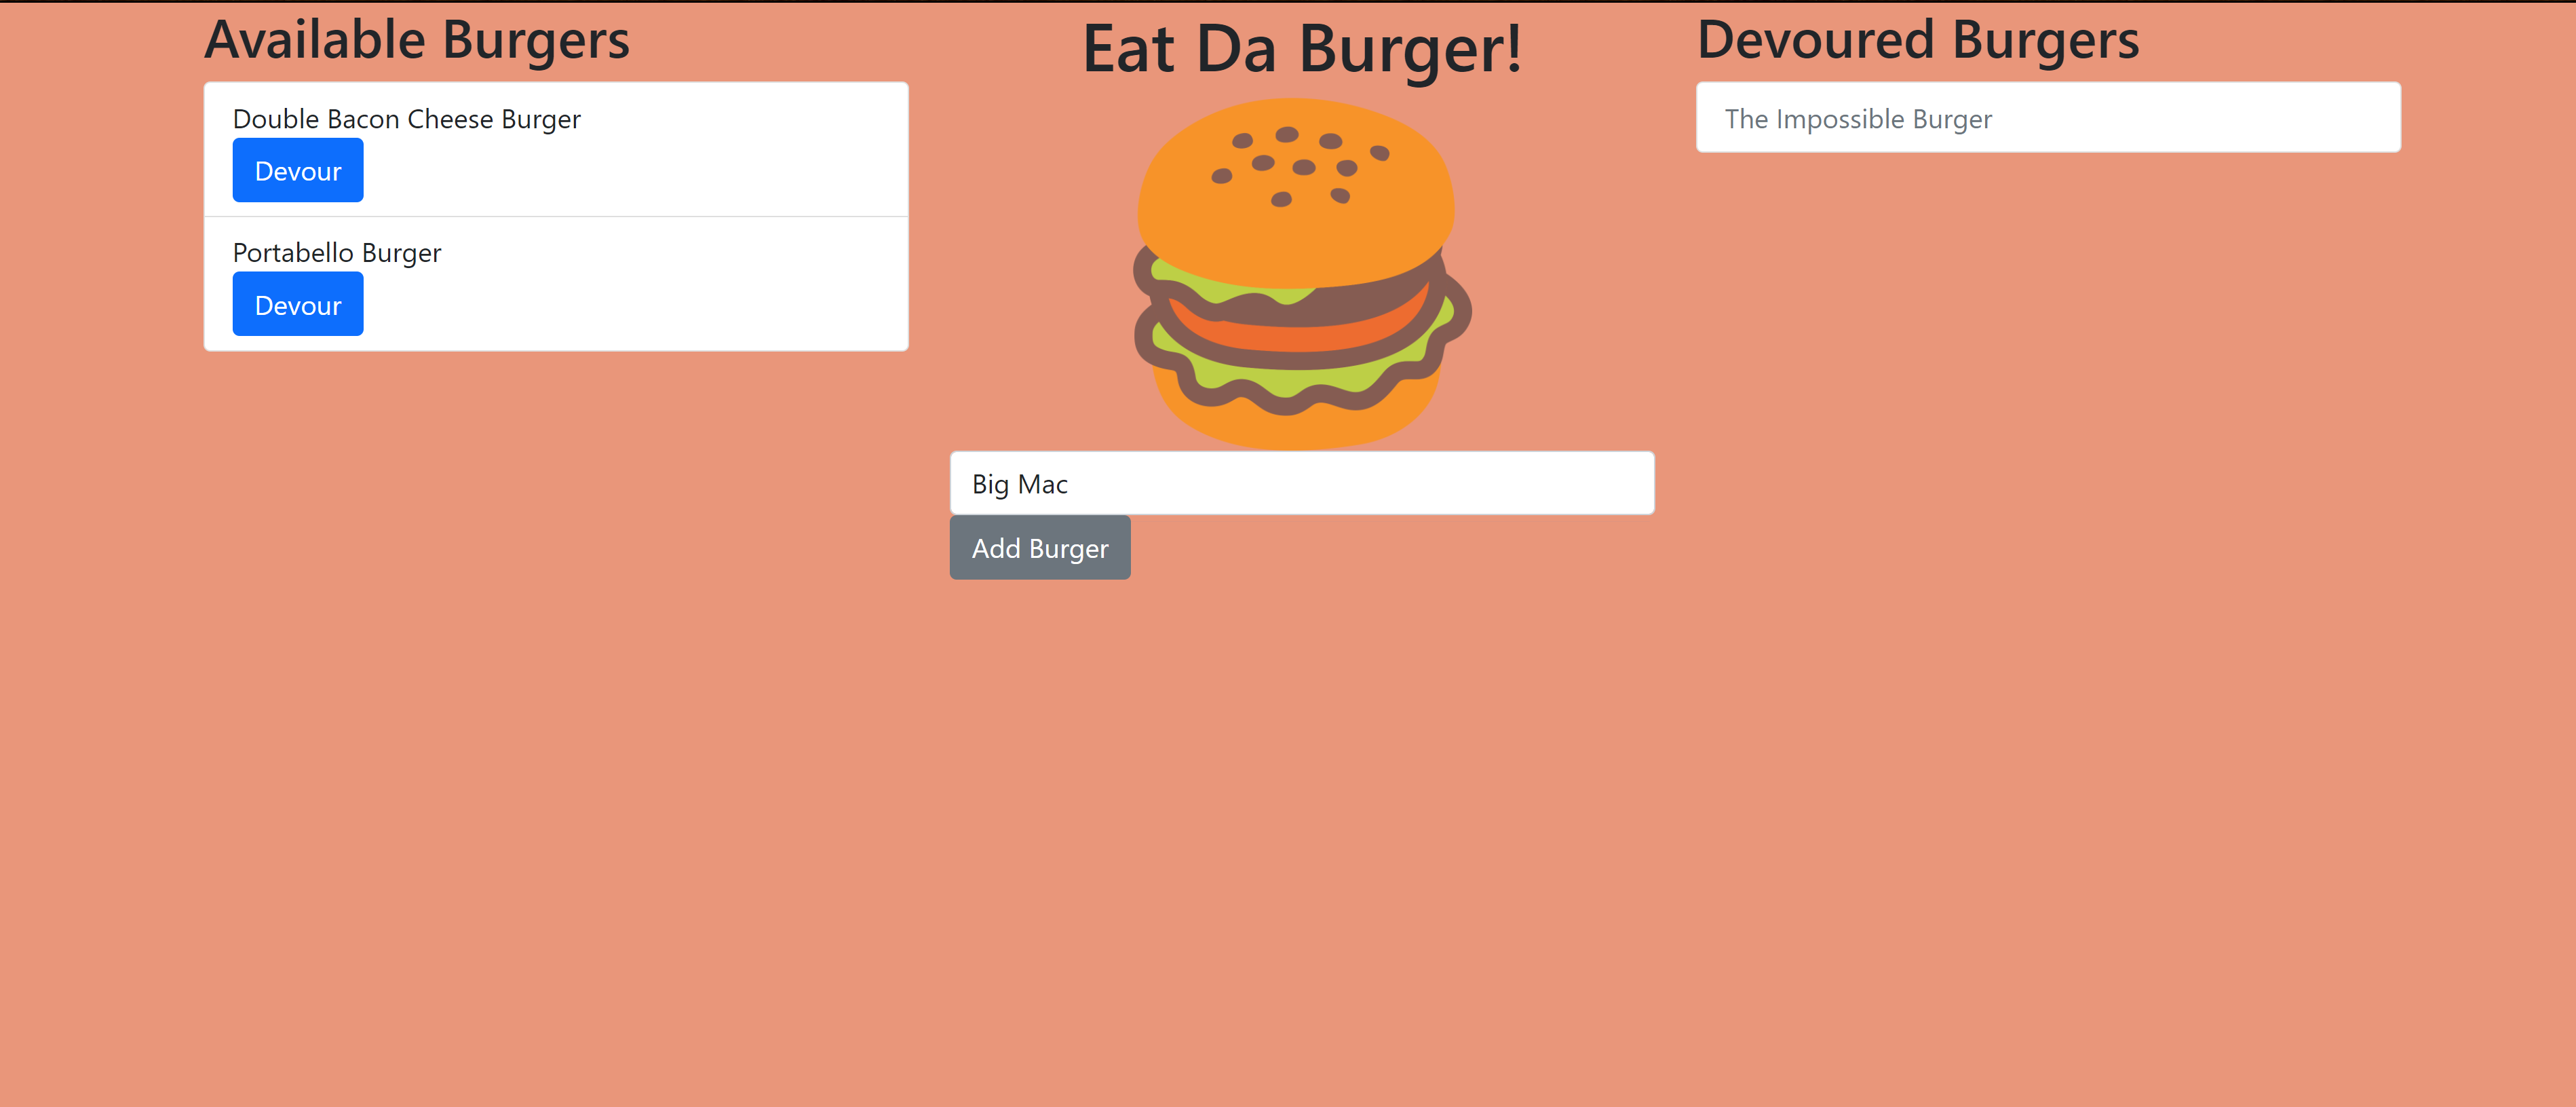 Available Burgers
Double Bacon Cheese Burger
Devour
Portabello Burger
Devour
Eat Da Burger!
Big Mac
Add Burger
Devoured Burgers
The Impossible Burger